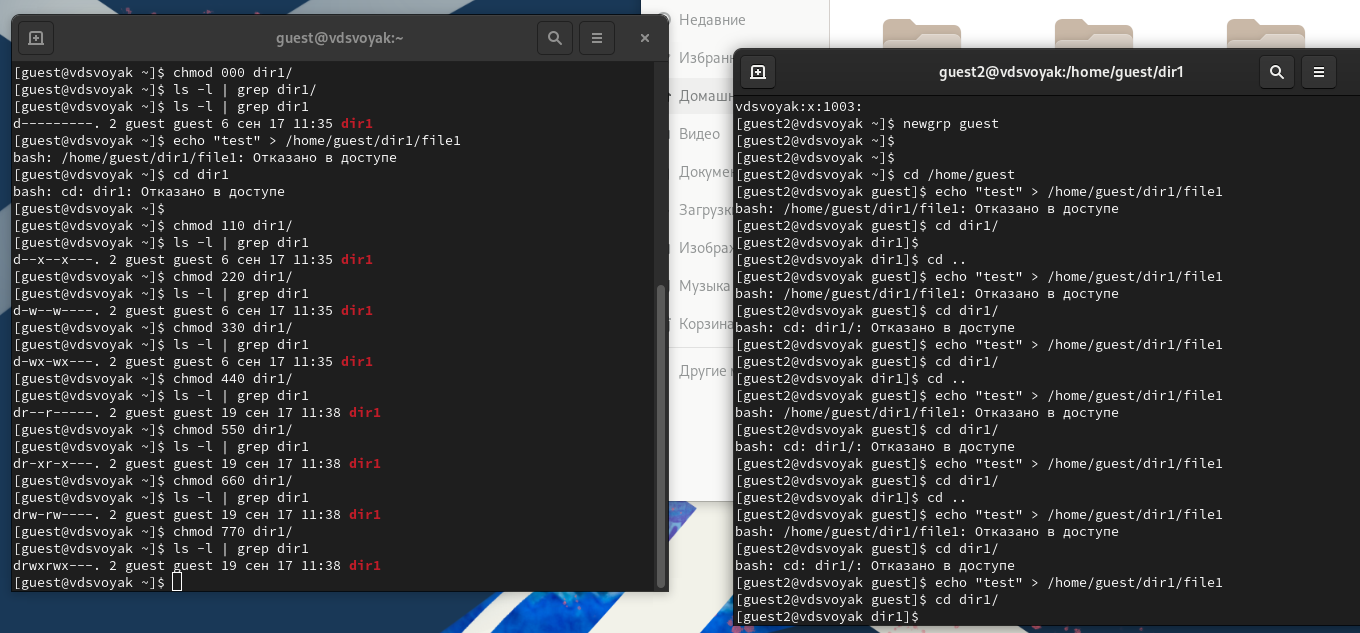 guest@vdsvoyak:~
[guest@vdsvoyak ~]$ chmod 000 dir1/
[guest@vdsvoyak ~]$ ls -l | grep dir1/
[guest@vdsvoyak ~]$ ls -l | grep dir1
d---------. 2 guest guest 6 сен 17 11:35 dir1
[guest@vdsvoyak ~]$ echo "test" > /home/guest/dir1/file1
bash: /home/guest/dir1/file1: Отказано в доступе
[guest@vdsvoyak ~]$ cd dir1
bash: cd: dir1: Отказано в доступе
[guest@vdsvoyak ~]$
[guest@vdsvoyak ~]$ chmod 110 dir1/
[guest@vdsvoyak ~]$ ls -l | grep dir1
d--x--x---. 2 guest guest 6 сен 17 11:35 dir1
[guest@vdsvoyak ~]$ chmod 220 dir1/
[guest@vdsvoyak ~]$ ls -l | grep dir1
d-w--w----. 2 guest guest 6 сен 17 11:35 dir1
[guest@vdsvoyak ~]$ chmod 330 dir1/
[guest@vdsvoyak ~]$ ls -l | grep dir1
d-wx-wx---. 2 guest guest 6 сен 17 11:35 dir1
[guest@vdsvoyak ~]$ chmod 440 dir1/
[guest@vdsvoyak ~]$ ls -l | grep dir1
dr--r-----. 2 guest guest 19 сен 17 11:38 dir1
[guest@vdsvoyak ~]$ chmod 550 dir1/
[guest@vdsvoyak ~]$ ls -l | grep dir1
dr-xr-x---. 2 guest guest 19 сен 17 11:38 dir1
[guest@vdsvoyak ~]$ chmod 660 dir1/
[guest@vdsvoyak ~]$ ls -l | grep dir1
drw-rw----. 2 guest guest 19 сен 17 11:38 dir1
[guest@vdsvoyak ~]$ chmod 770 dir1/
[guest@vdsvoyak ~]$ ls -l | grep dir1
drwxrwx---. 2 guest guest 19 сен 17 11:38 dir1
[guest@vdsvoyak ~]$
Недавние
Избранн
Домашн
Видео
Докуме
Загрузк
Изображ
Музыка
Корзина
Другие
guest2@vdsvoyak:/home/guest/dir1
vdsvoyak:x:1003:
[guest2@vdsvoyak ~]$ newgrp guest
[guest2@vdsvoyak ~]$
[guest2@vdsvoyak ~]$
[guest2@vdsvoyak ~]$ cd /home/guest
[guest2@vdsvoyak guest]$ echo "test" > /home/guest/dir1/file1
bash: /home/guest/dir1/file1: Отказано в доступе
[guest2@vdsvoyak guest]$ cd dir1/
[guest2@vdsvoyak dir1]$
[guest2@vdsvoyak dir1]$ cd ..
[guest2@vdsvoyak guest]$ echo "test" > /home/guest/dir1/file1
bash: /home/guest/dir1/file1: Отказано в доступе
[guest2@vdsvoyak guest]$ cd dir1/
bash: cd: dir1/: Отказано в доступе
[guest2@vdsvoyak guest]$ echo "test" > /home/guest/dir1/file1
[guest2@vdsvoyak guest]$ cd dir1/
[guest2@vdsvoyak dir1]$ cd ..
[guest2@vdsvoyak guest]$ echo "test" > /home/guest/dir1/file1
bash: /home/guest/dir1/file1: Отказано в доступе
[guest2@vdsvoyak guest]$ cd dir1/
bash: cd: dir1/: Отказано в доступе
[guest2@vdsvoyak guest]$ echo "test" > /home/guest/dir1/file1
[guest2@vdsvoyak guest]$ cd dir1/
[guest2@vdsvoyak dir1]$ cd ..
[guest2@vdsvoyak guest]$ echo "test" > /home/guest/dir1/file1
bash: /home/guest/dir1/file1: Отказано в доступе
[guest2@vdsvoyak guest]$ cd dir1/
bash: cd: dir1/: Отказано в доступе
[guest2@vdsvoyak guest]$ echo "test" > /home/guest/dir1/file1
[guest2@vdsvoyak guest]$ cd dir1/
[guest2@vdsvoyak dir1]$